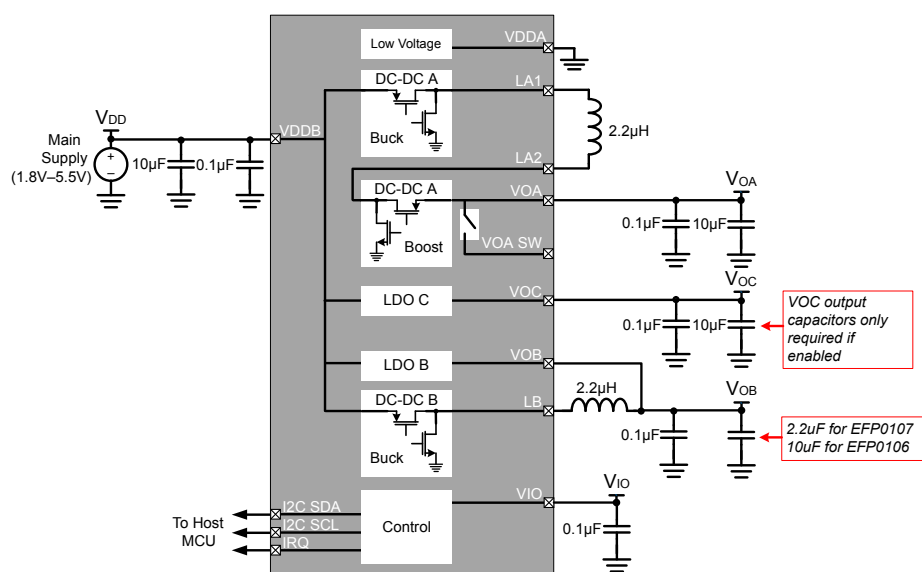 Low Voltage
VDDA
DC-DC A
LA1
Buck
2.2µH
VDD
VDDB
Main
Supply
(1.8V–5.5V)
10µF
0.1µF
LA2
DC-DC A
VOA
Boost
VOA SW
VOA
0.1µF
10µF
LDO C
VOC
VOC
0.1µF
10µF
VOC output
capacitors only
required if
enabled
LDO B
VOB
DC-DC B
LB
Buck
2.2µH
VOB
0.1µF
2.2uF for EFP0107
10uF for EFP0106
VIO
VIO
0.1µF
Control
I2C SDA
I2C SCL
IRQ
To Host
MCU